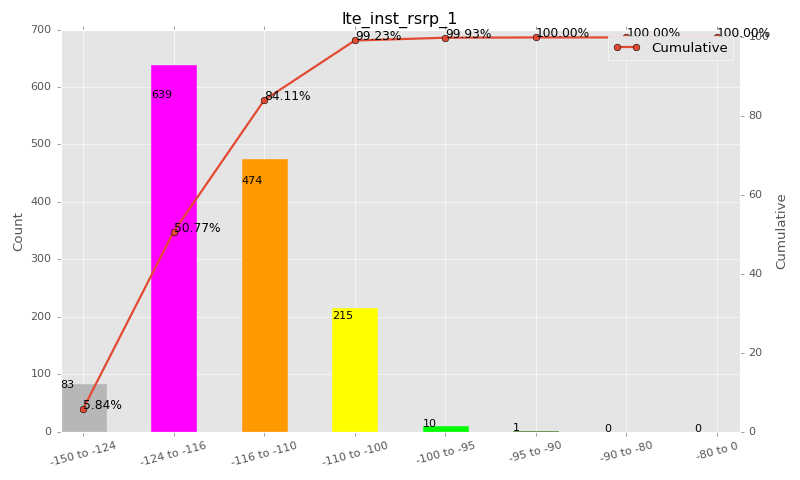 lte_inst_rsrp_1
700
600
500
400
300
200
100
0
Count
100
80
60
40
20
0
Cumulative
Cumulative
83
639
474
215
10
1
0
0
5.84%
50.77%
84.11%
99.23%
99.93%
100.00%
100.00%
100.00%
-150 to -124
-124 to -116
-116 to -110
-110 to -100
-100 to -95
-95 to -90
-90 to -80
-80 to 0